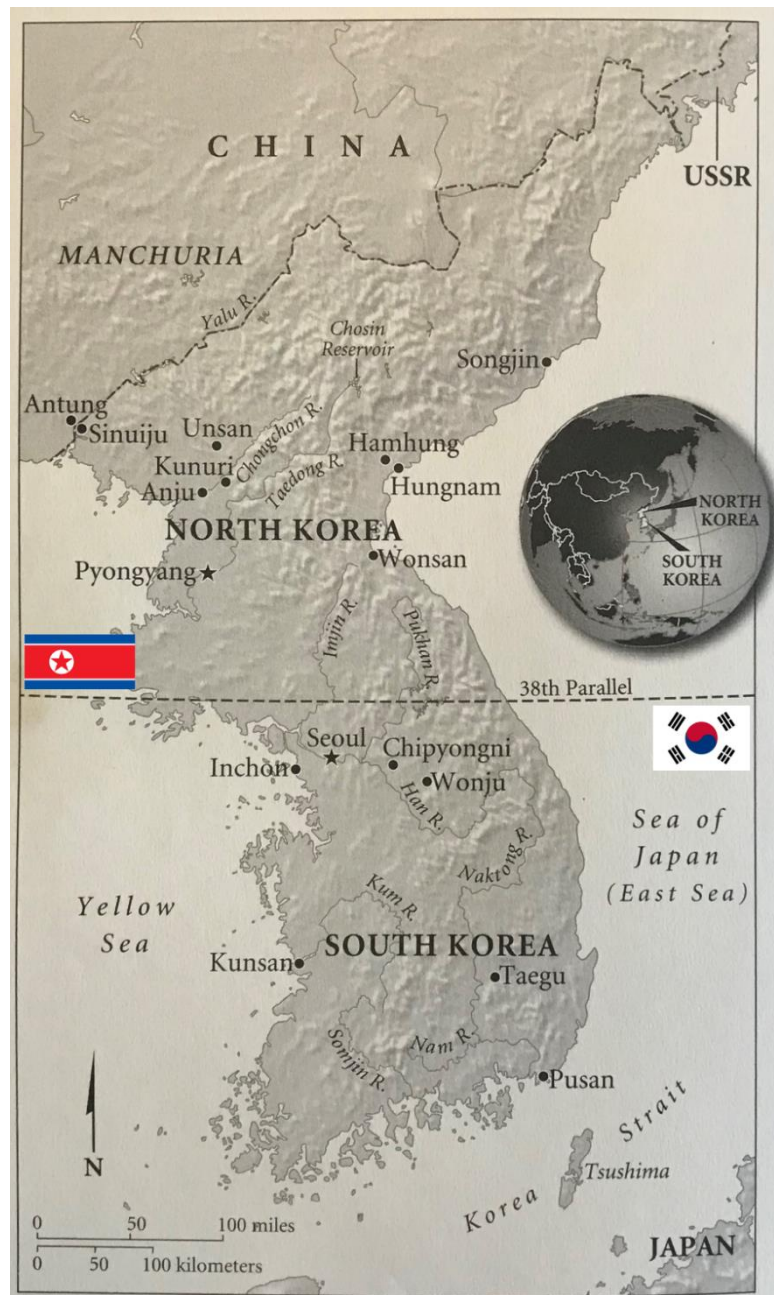 CHINA
USSR
MANCHURIA
Yalu R.
Chosin
Reservoir
Songjin
Antung
Sinuiju
Unsan
Chongchon R.
Hamhung
Kunuri
Taedong R.
Hungnam
Anju
NORTH
KOREA
NORTH KOREA
SOUTH
KOREA
Wonsan
Pyongyang
Imjin R.
Pukhan R.
38th Parallel
Seoul
Chipyongni
Inchon
Wonju
Han R.
Sea of
Japan
(East Sea)
Naktong R.
Kum R.
Yellow
Sea
SOUTH KOREA
Kunsan
Taegu
Nam R.
Somjin R.
Pusan
N
Korea Strait
Tsushima
0 50 100 miles
0 50 100 kilometers
JAPAN